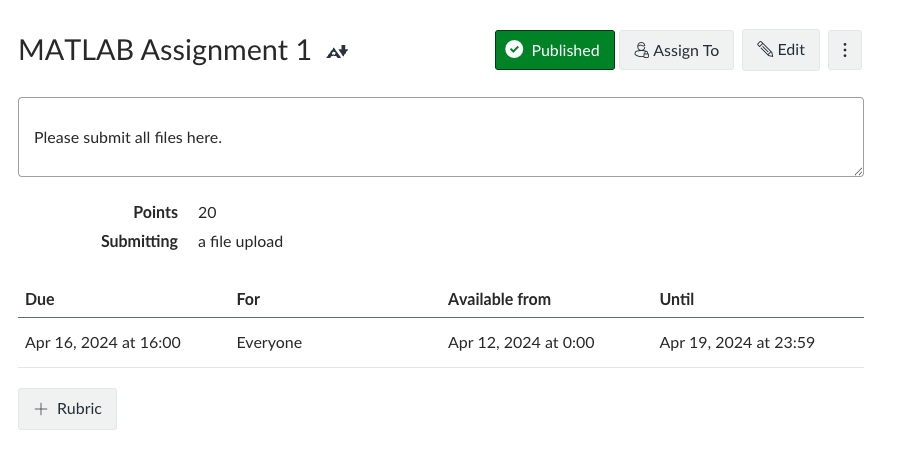 MATLAB Assignment 1
Published
Assign To
Edit
Please submit all files here.
Points 20
Submitting a file upload
Due For Available from Until
Apr 16, 2024 at 16:00 Everyone Apr 12, 2024 at 0:00 Apr 19, 2024 at 23:59
+ Rubric